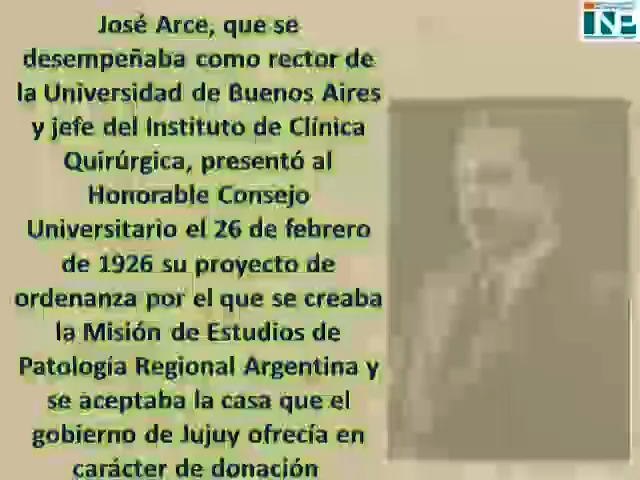 José Arce, que se
desempeñaba como rector de
la Universidad de Buenos Aires
y jefe del Instituto de Clínica
Quirúrgica, presentó al
Honorable Consejo
Universitario el 26 de febrero
de 1926 su proyecto de
ordenanza por el que se creaba
la Misión de Estudios de
Patología Regional Argentina y
se aceptaba la casa que el
gobierno de Jujuy ofrecía en
carácter de donación
INP